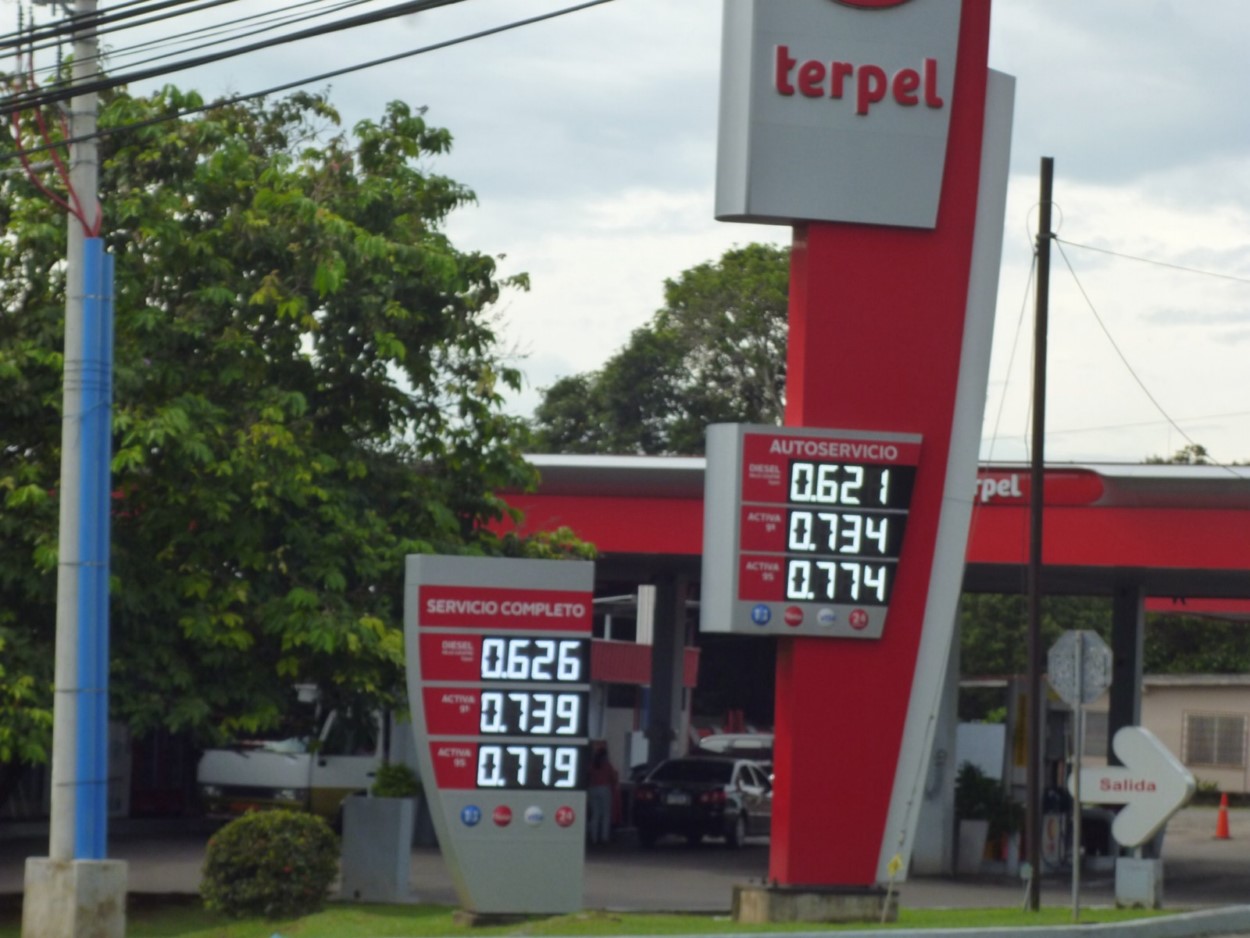 terpel
AUTOSERVICIO
DIESEL
0.621
ACTIVA
91
0.734
ACTIVA
95
0.774
rpel
SERVICIO COMPLETO
DIESEL
0.626
ACTIVA
91
0.739
ACTIVA
95
0.779
Salida